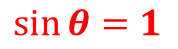 sin θ = 1